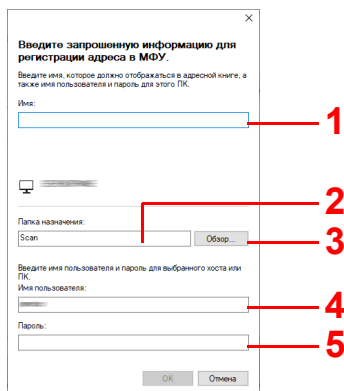 Введите запрошенную информацию для
регистрации адреса в МФУ.
Введите имя, которое должно отображаться в адресной книге, а
также имя пользователя и пароль для этого ПК.
Имя:
1
2
Папка назначения:
Scan
Обзор...
3
Введите имя пользователя и пароль для выбранного хоста или
ПК.
Имя пользователя:
4
Пароль:
5
OK
Отмена